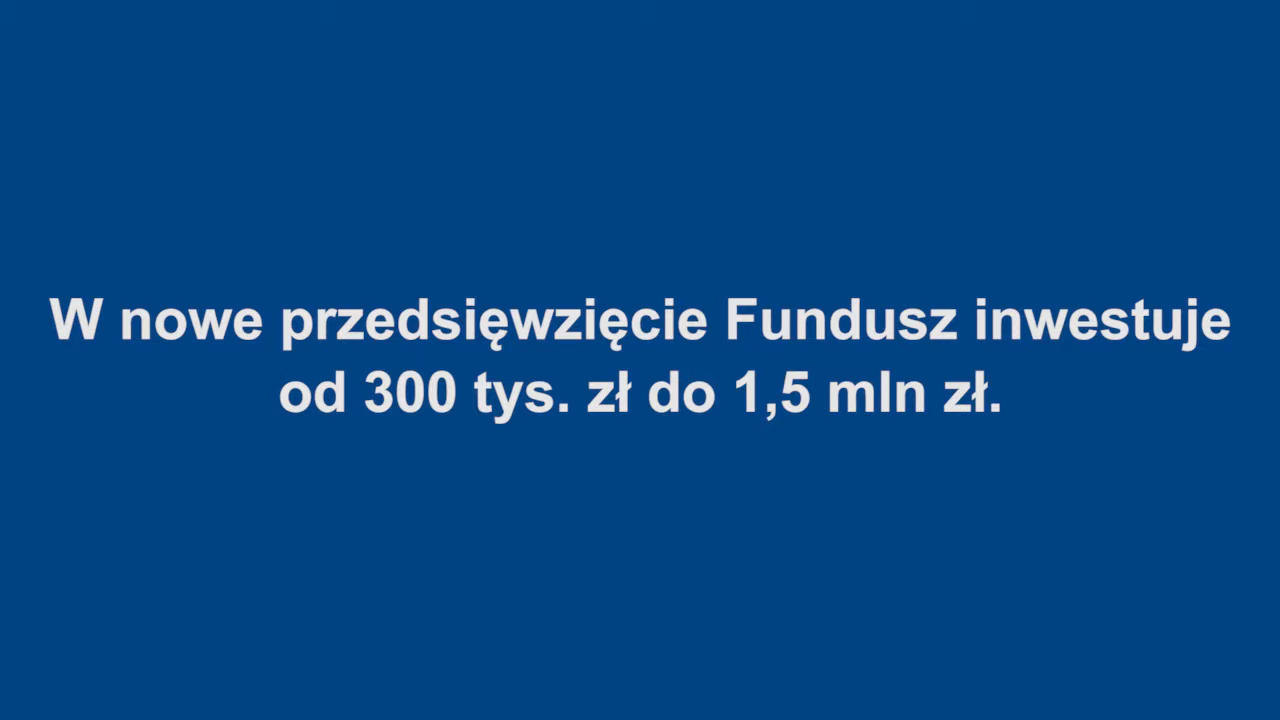 W nowe przedsięwzięcie Fundusz inwestuje
od 300 tys. zł do 1,5 mln zł.